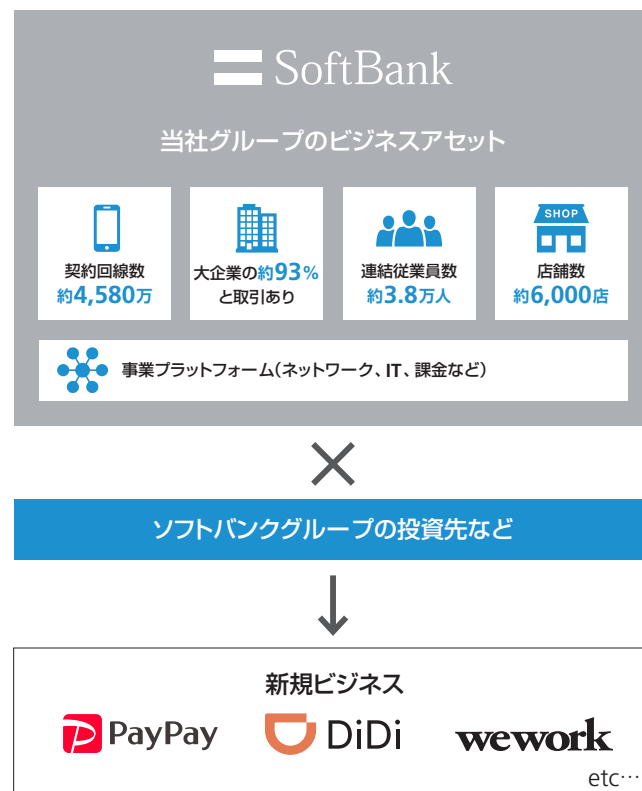 SoftBank
当社グループのビジネスアセット
契約回線数
約4,580万
大企業の約93%
と取引あり
連結従業員数
約3.8万人
SHOP
店舗数
約6,000店
事業プラットフォーム(ネットワーク、IT、課金など)
×
ソフトバンクグループの投資先など
↓
新規ビジネス
PayPay
DiDi
wework
etc…